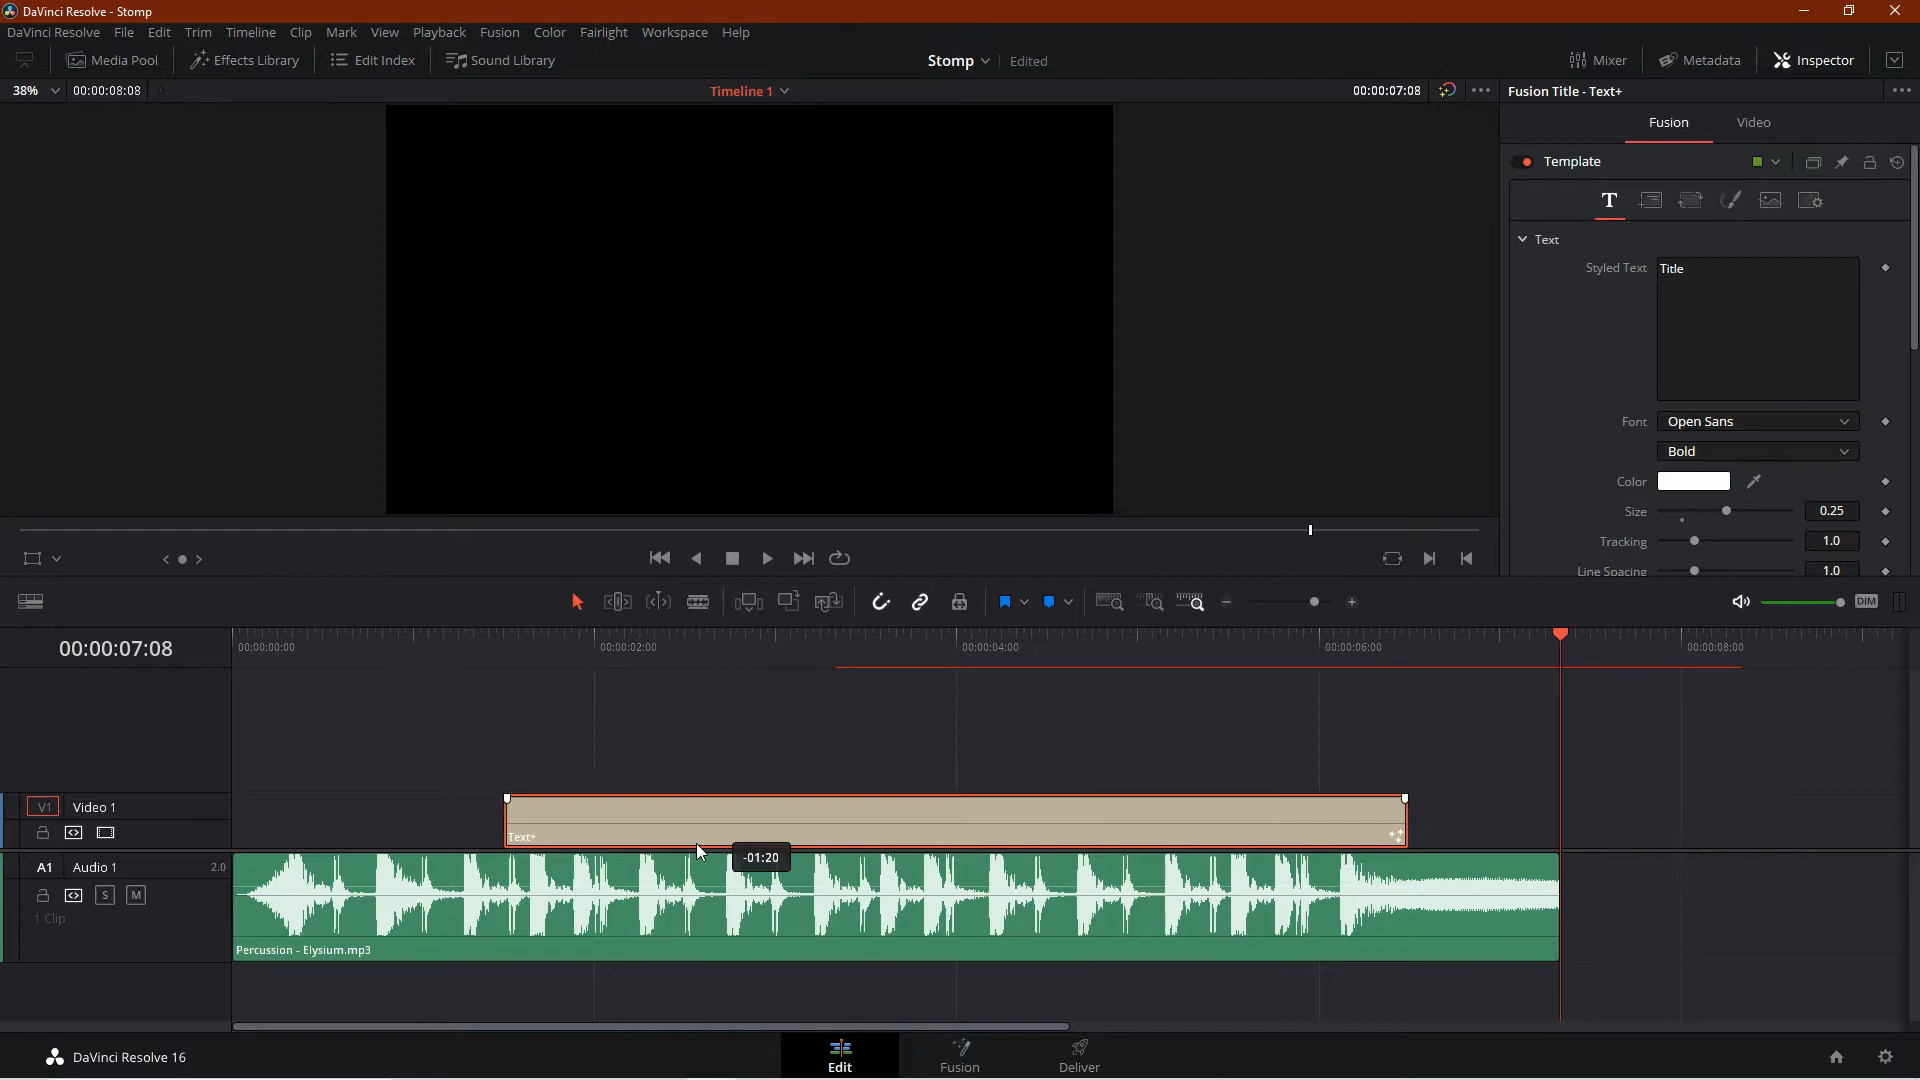 DaVinci Resolve - Stomp
DaVinci Resolve File Edit Trim Timeline Clip Mark View Playback Fusion Color Fairlight Workspace Help
Media Pool Effects Library Edit Index Sound Library Stomp Edited Mixer Metadata Inspector
38% 00:00:08:08 Timeline 1 00:00:07:08 Fusion Title - Text+
Fusion Video
Template
T
Text
Styled Text Title
Font Open Sans
Bold
Color
Size 0.25
Tracking 1.0
Line Spacing 1.0
DIM
00:00:07:08 00:00:00:00 00:00:02:00 00:00:04:00 00:00:06:00 00:00:08:00
V1 Video 1
Text+
-01:20
A1 Audio 1 2.0
S M
1 Clip
Percussion - Elysium.mp3
DaVinci Resolve 16 Edit Fusion Deliver